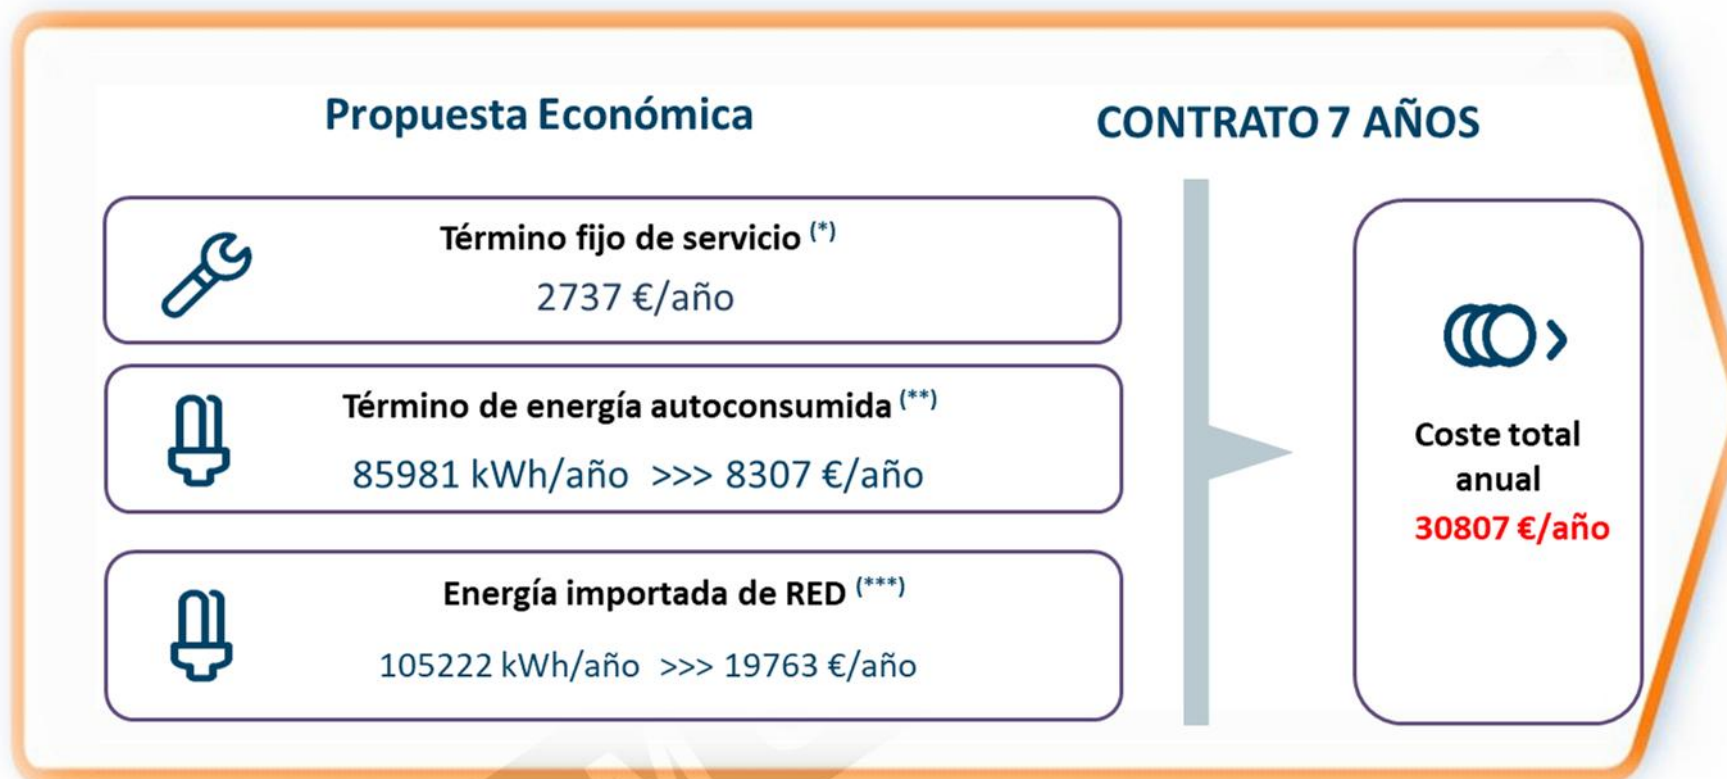 Propuesta Económica
CONTRATO 7 AÑOS
Término fijo de servicio (*)
2737 €/año
Término de energía autoconsumida (**)
85981 kWh/año >>> 8307 €/año
Energía importada de RED (***)
105222 kWh/año >>> 19763 €/año
Coste total
anual
30807 €/año